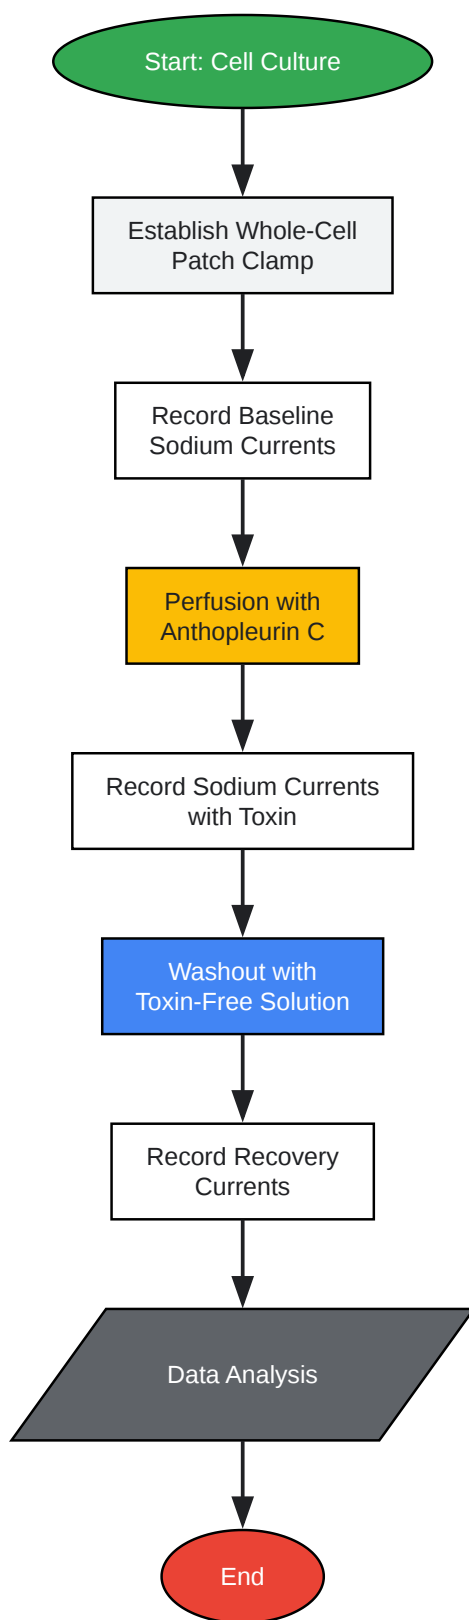 Start: Cell Culture
Establish Whole-Cell
Patch Clamp
Record Baseline
Sodium Currents
Perfusion with
Anthopleurin C
Record Sodium Currents
with Toxin
Washout with
Toxin-Free Solution
Record Recovery
Currents
Data Analysis
End